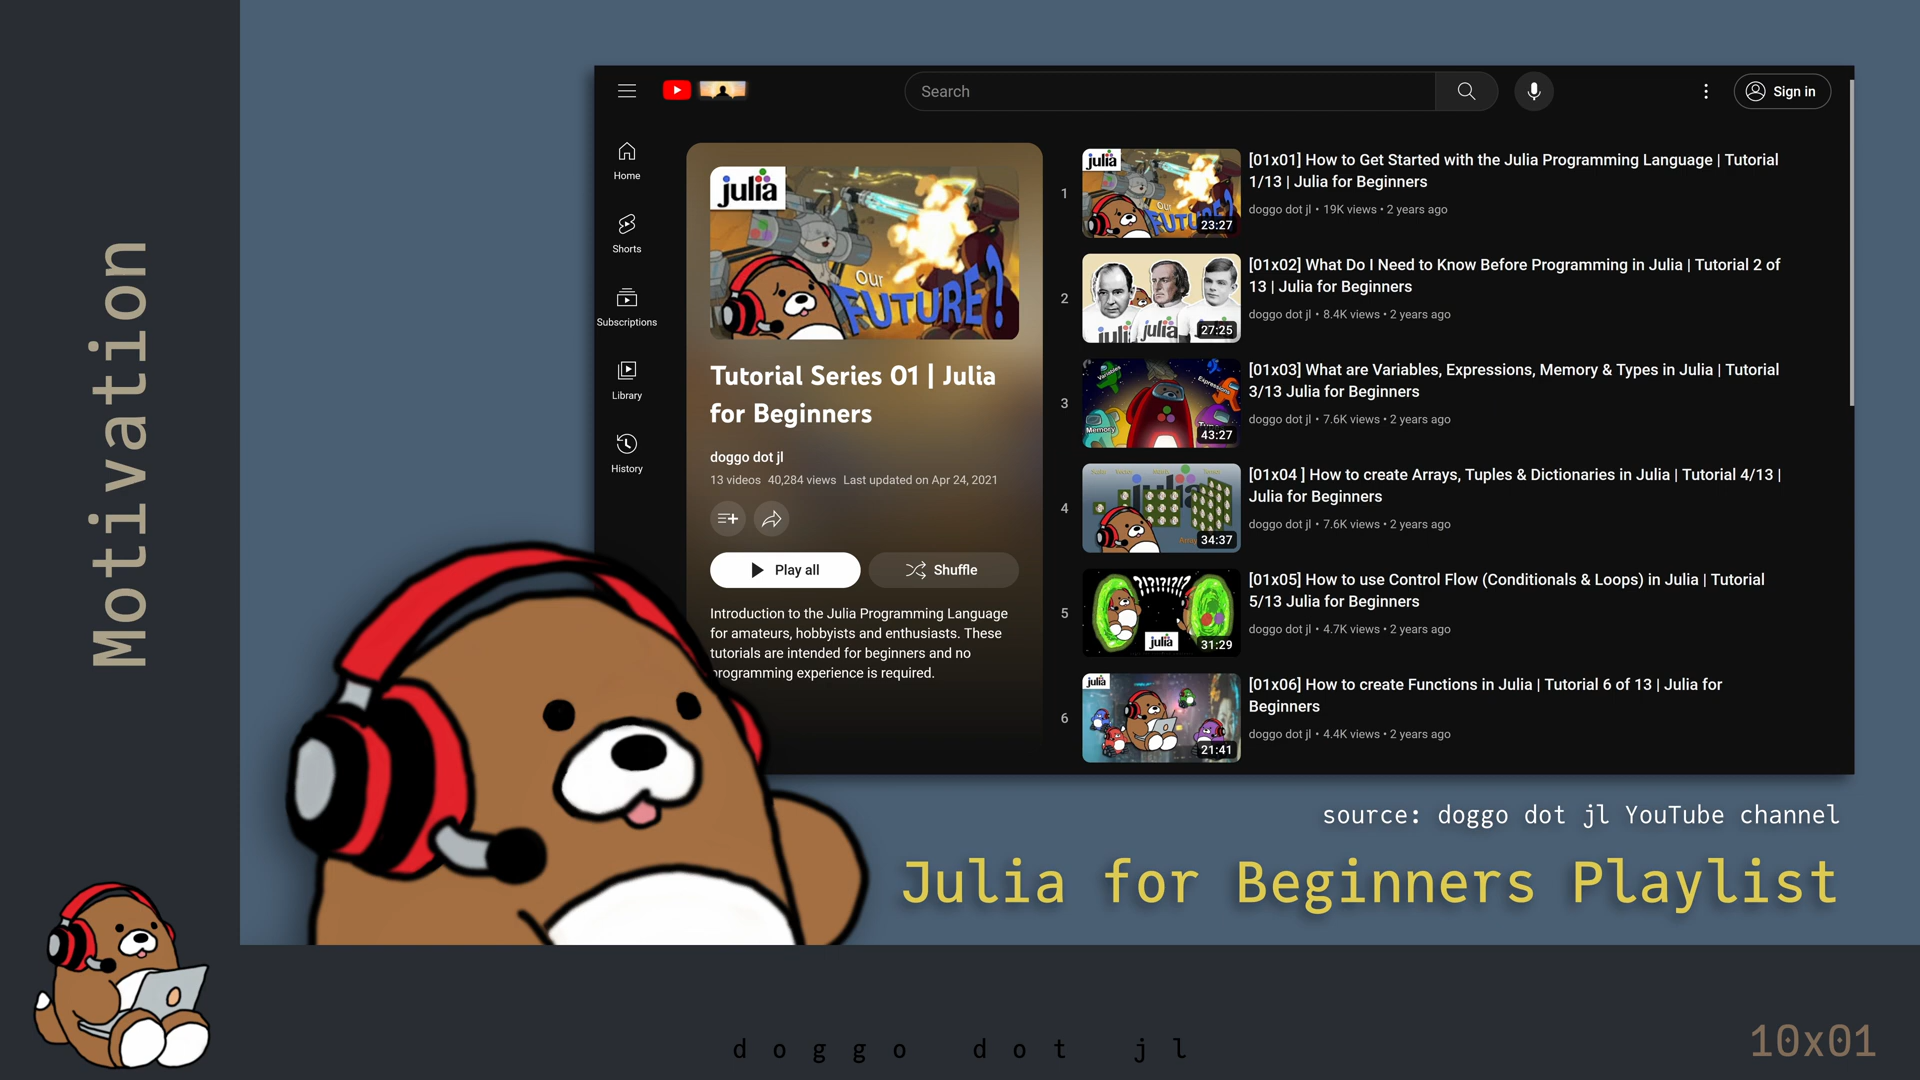 Motivation
Search
Sign in
Home
Shorts
Subscriptions
Library
History
julia
Our
FUTURE?
Tutorial Series 01 | Julia
for Beginners
doggo dot jl
13 videos 40,284 views Last updated on Apr 24, 2021
Play all
Shuffle
Introduction to the Julia Programming Language
for amateurs, hobbyists and enthusiasts. These
tutorials are intended for beginners and no
programming experience is required.
1
julia
Our
FUTURE?
23:27
[01x01] How to Get Started with the Julia Programming Language | Tutorial
1/13 | Julia for Beginners
doggo dot jl • 19K views • 2 years ago
2
julia
27:25
[01x02] What Do I Need to Know Before Programming in Julia | Tutorial 2 of
13 | Julia for Beginners
doggo dot jl • 8.4K views • 2 years ago
3
Variables
Expressions
Memory
43:27
[01x03] What are Variables, Expressions, Memory & Types in Julia | Tutorial
3/13 Julia for Beginners
doggo dot jl • 7.6K views • 2 years ago
4
34:37
[01x04 ] How to create Arrays, Tuples & Dictionaries in Julia | Tutorial 4/13 |
Julia for Beginners
doggo dot jl • 7.6K views • 2 years ago
5
julia
31:29
[01x05] How to use Control Flow (Conditionals & Loops) in Julia | Tutorial
5/13 Julia for Beginners
doggo dot jl • 4.7K views • 2 years ago
6
julia
21:41
[01x06] How to create Functions in Julia | Tutorial 6 of 13 | Julia for
Beginners
doggo dot jl • 4.4K views • 2 years ago
source: doggo dot jl YouTube channel
Julia for Beginners Playlist
doggo dot jl
10x01